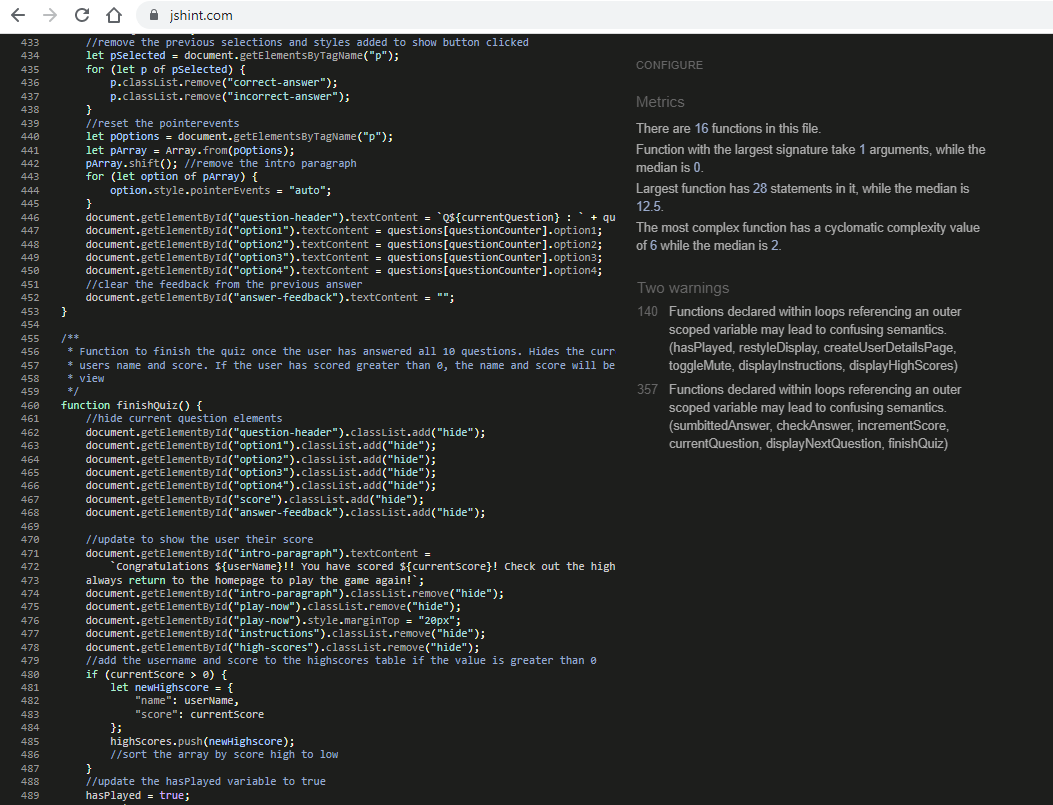 jshint.com
433 //remove the previous selections and styles added to show button clicked
434 let pSelected = document.getElementsByTagName("p");
435 for (let p of pSelected) {
436 p.classList.remove("correct-answer");
437 p.classList.remove("incorrect-answer");
438 }
439 //reset the pointerevents
440 let pOptions = document.getElementsByTagName("p");
441 let pArray = Array.from(pOptions);
442 pArray.shift(); //remove the intro paragraph
443 for (let option of pArray) {
444 option.style.pointerEvents = "auto";
445 }
446 document.getElementById("question-header").textContent = `Q${currentQuestion} : ` + qu
447 document.getElementById("option1").textContent = questions[questionCounter].option1;
448 document.getElementById("option2").textContent = questions[questionCounter].option2;
449 document.getElementById("option3").textContent = questions[questionCounter].option3;
450 document.getElementById("option4").textContent = questions[questionCounter].option4;
451 //clear the feedback from the previous answer
452 document.getElementById("answer-feedback").textContent = "";
453 }
454
455 /**
456 * Function to finish the quiz once the user has answered all 10 questions. Hides the curr
457 * users name and score. If the user has scored greater than 0, the name and score will be
458 * view
459 */
460 function finishQuiz() {
461 //hide current question elements
462 document.getElementById("question-header").classList.add("hide");
463 document.getElementById("option1").classList.add("hide");
464 document.getElementById("option2").classList.add("hide");
465 document.getElementById("option3").classList.add("hide");
466 document.getElementById("option4").classList.add("hide");
467 document.getElementById("score").classList.add("hide");
468 document.getElementById("answer-feedback").classList.add("hide");
469
470 //update to show the user their score
471 document.getElementById("intro-paragraph").textContent =
472 `Congratulations ${userName}!! You have scored ${currentScore}! Check out the high
473 always return to the homepage to play the game again!`;
474 document.getElementById("intro-paragraph").classList.remove("hide");
475 document.getElementById("play-now").classList.remove("hide");
476 document.getElementById("play-now").style.marginTop = "20px";
477 document.getElementById("instructions").classList.remove("hide");
478 document.getElementById("high-scores").classList.remove("hide");
479 //add the username and score to the highscores table if the value is greater than 0
480 if (currentScore > 0) {
481 let newHighscore = {
482 "name": userName,
483 "score": currentScore
484 };
485 highScores.push(newHighscore);
486 //sort the array by score high to low
487 }
488 //update the hasPlayed variable to true
489 hasPlayed = true;
CONFIGURE
Metrics
There are 16 functions in this file.
Function with the largest signature take 1 arguments, while the
median is 0.
Largest function has 28 statements in it, while the median is
12.5.
The most complex function has a cyclomatic complexity value
of 6 while the median is 2.
Two warnings
140 Functions declared within loops referencing an outer
scoped variable may lead to confusing semantics.
(hasPlayed, restyleDisplay, createUserDetailsPage,
toggleMute, displayInstructions, displayHighScores)
357 Functions declared within loops referencing an outer
scoped variable may lead to confusing semantics.
(sumbittedAnswer, checkAnswer, incrementScore,
currentQuestion, displayNextQuestion, finishQuiz)